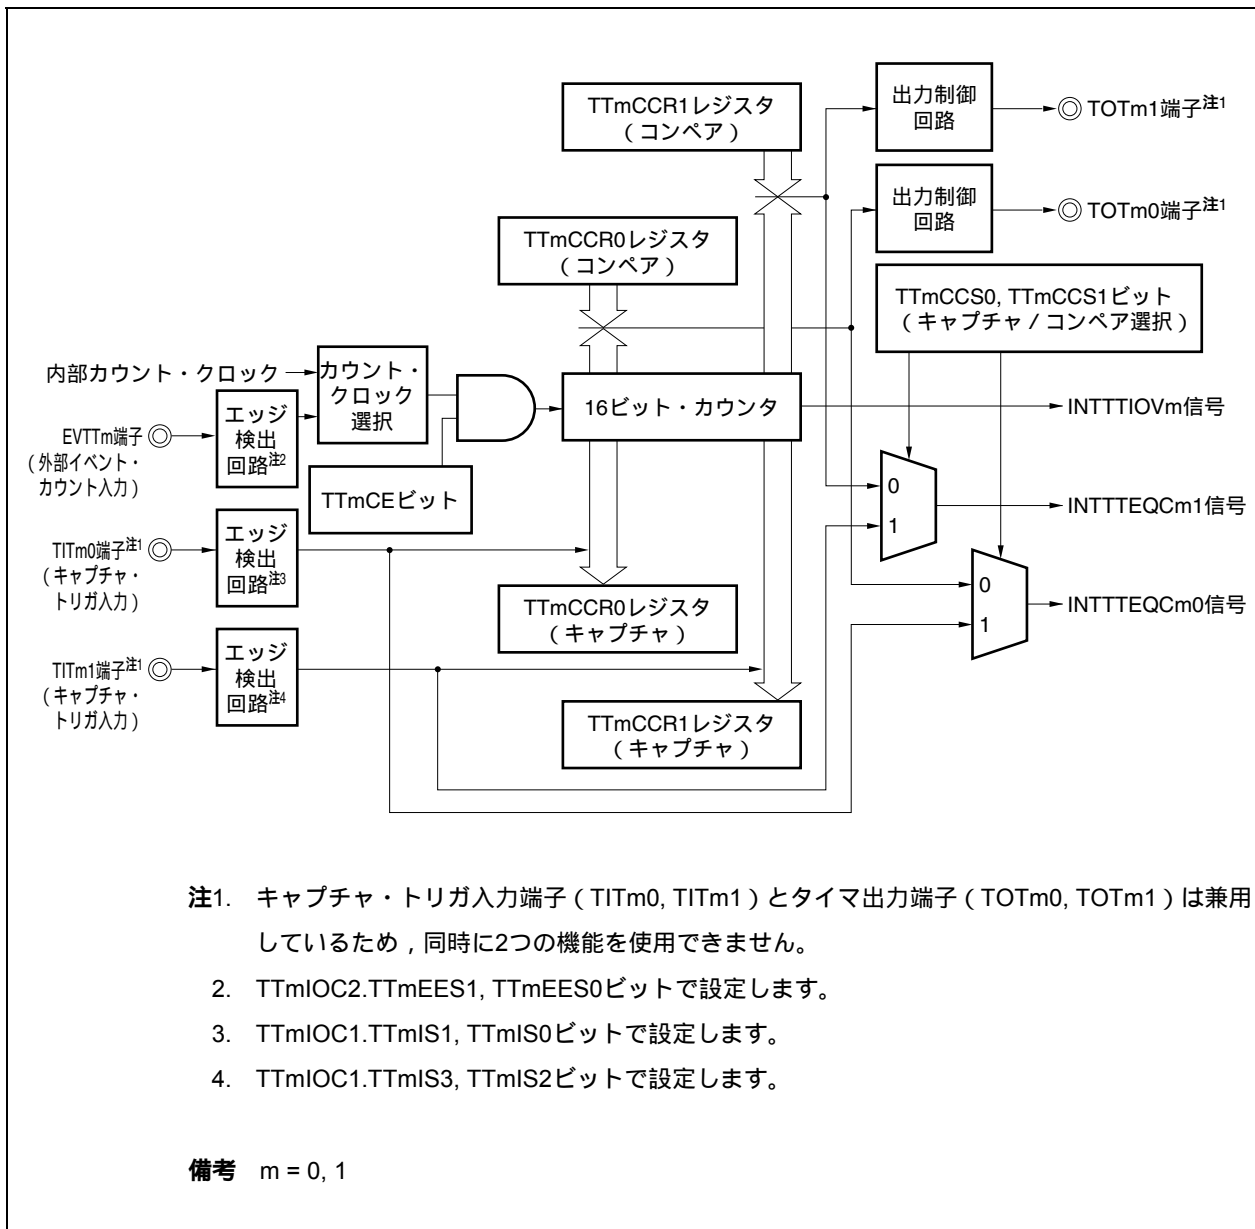 TTmCCR1レジスタ
（コンペア）
出力制御
回路
TOTm1端子注1
出力制御
回路
TOTm0端子注1
TTmCCR0レジスタ
（コンペア）
TTmCCS0, TTmCCS1ビット
（キャプチャ／コンペア選択）
内部カウント・クロック
カウント・
クロック
選択
16ビット・カウンタ
INTTTIOVm信号
EVTTm端子
（外部イベント・
カウント入力）
エッジ
検出
回路注2
TTmCEビット
0
1
INTTTEQCm1信号
TITm0端子注1
（キャプチャ・
トリガ入力）
エッジ
検出
回路注3
TTmCCR0レジスタ
（キャプチャ）
0
1
INTTTEQCm0信号
TITm1端子注1
（キャプチャ・
トリガ入力）
エッジ
検出
回路注4
TTmCCR1レジスタ
（キャプチャ）
注1. キャプチャ・トリガ入力端子（TITm0, TITm1）とタイマ出力端子（TOTm0, TOTm1）は兼用
しているため，同時に2つの機能を使用できません。
2. TTmIOC2.TTmEES1, TTmEES0ビットで設定します。
3. TTmIOC1.TTmIS1, TTmIS0ビットで設定します。
4. TTmIOC1.TTmIS3, TTmIS2ビットで設定します。
備考 m = 0, 1